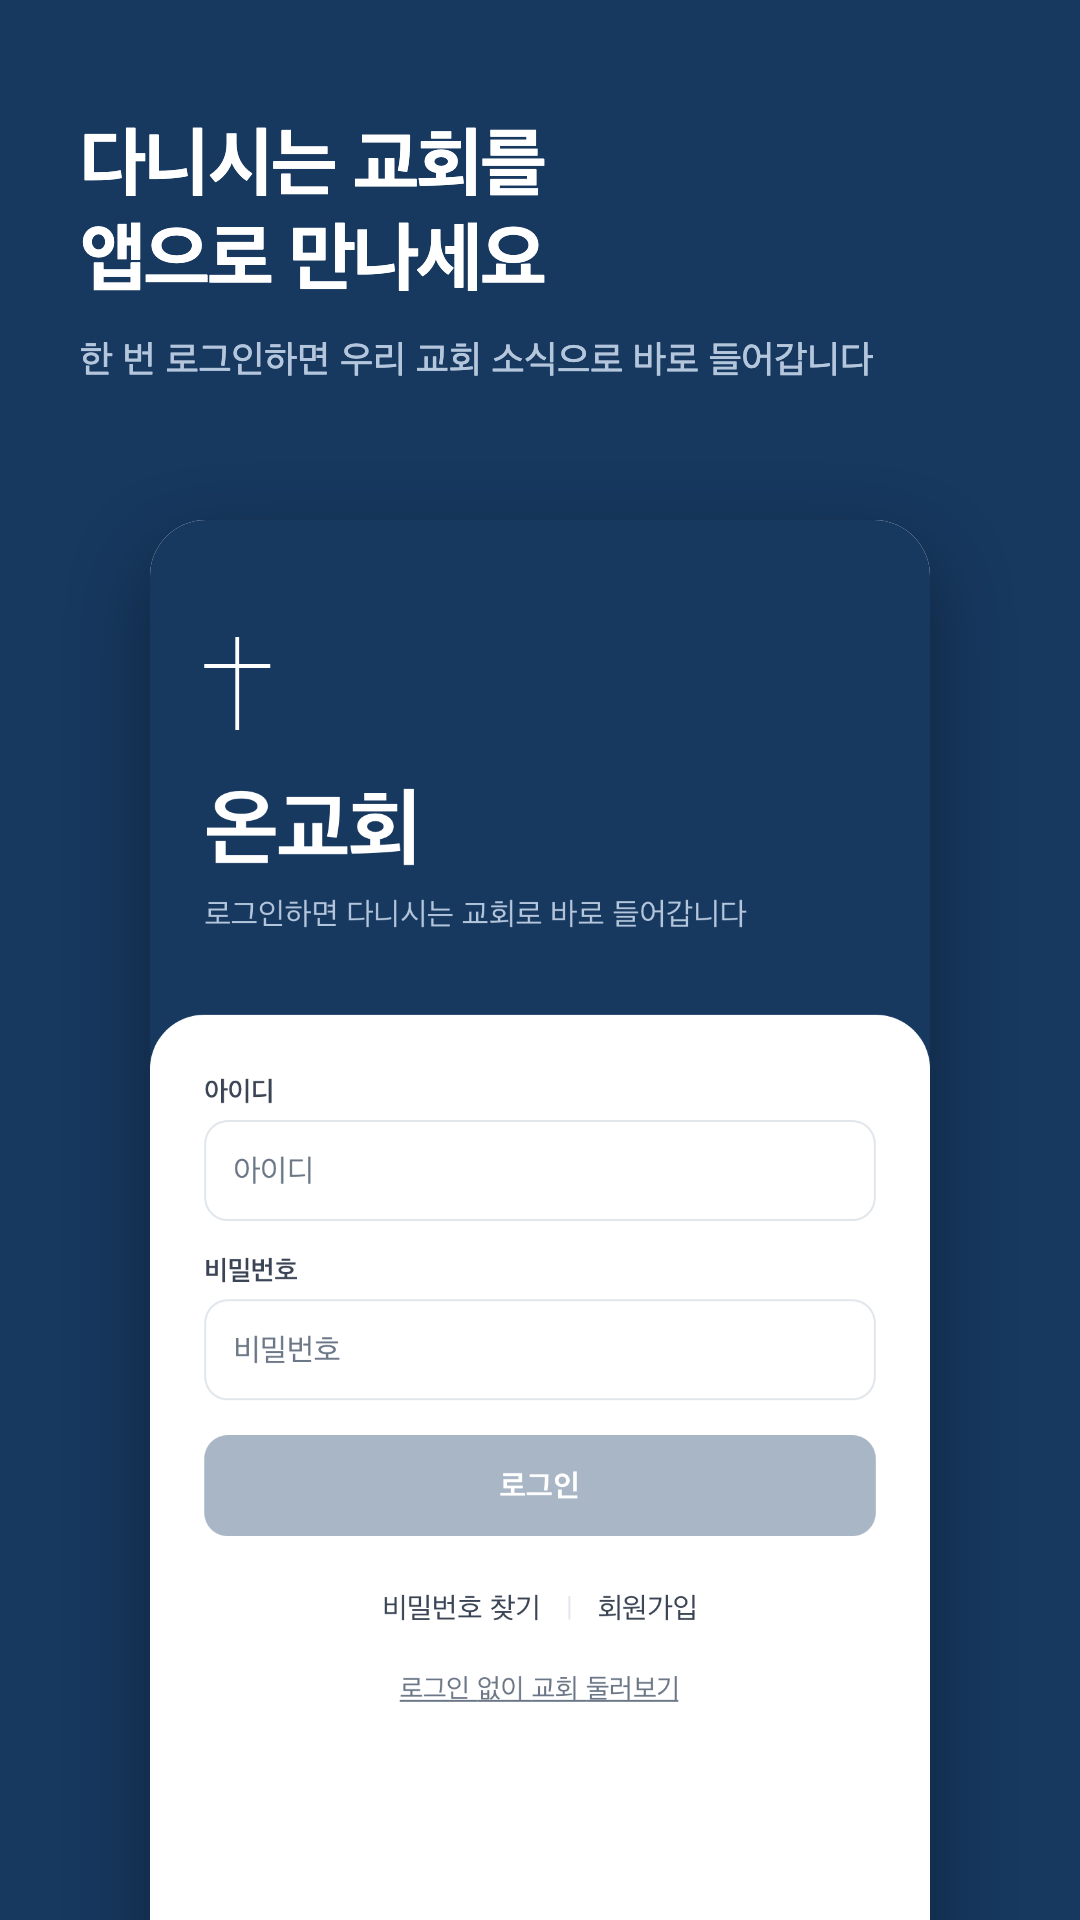 다니시는 교회를
앱으로 만나세요
한 번 로그인하면 우리 교회 소식으로 바로 들어갑니다
온교회
로그인하면 다니시는 교회로 바로 들어갑니다
아이디
아이디
비밀번호
비밀번호
로그인
비밀번호 찾기 | 회원가입
로그인 없이 교회 둘러보기